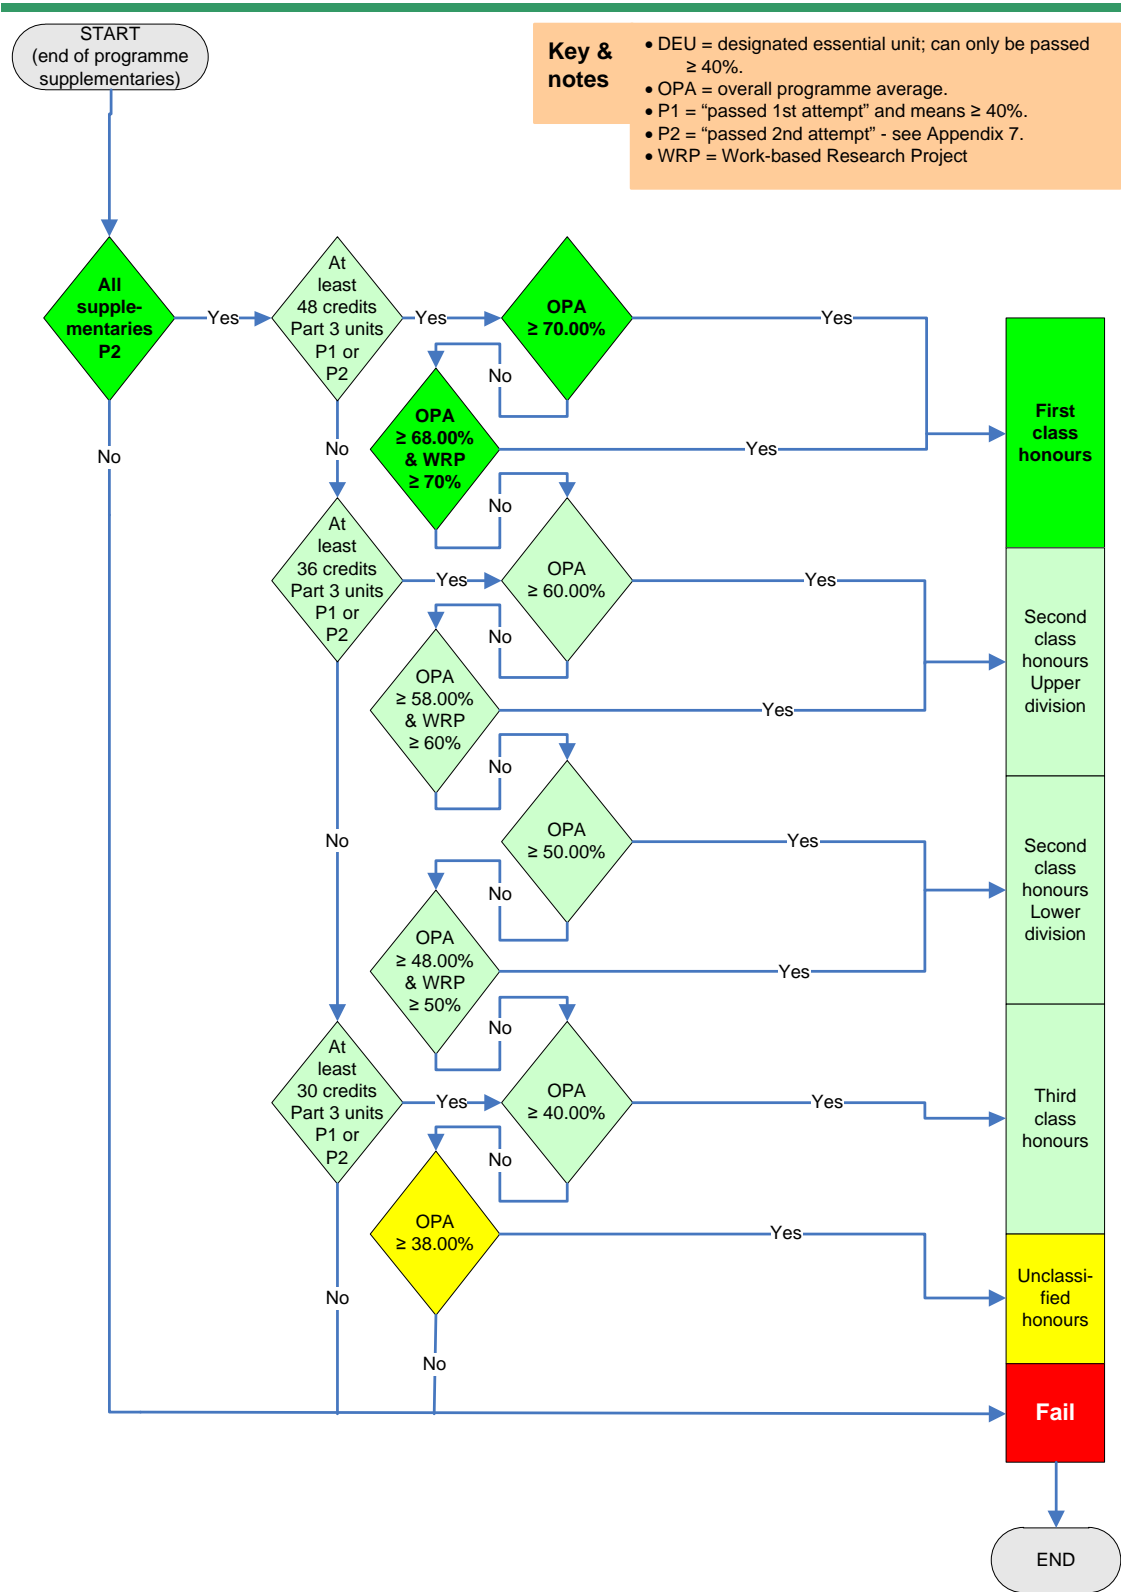 START
(end of programme
supplementaries)
Key &
notes
• DEU = designated essential unit; can only be passed
≥ 40%.
• OPA = overall programme average.
• P1 = “passed 1st attempt” and means ≥ 40%.
• P2 = “passed 2nd attempt” - see Appendix 7.
• WRP = Work-based Research Project
All
supple-
mentaries
P2
Yes
At
least
48 credits
Part 3 units
P1 or
P2
Yes
OPA
≥ 70.00%
Yes
No
OPA
≥ 68.00%
& WRP
≥ 70%
Yes
First
class
honours
No
No
No
At
least
36 credits
Part 3 units
P1 or
P2
Yes
OPA
≥ 60.00%
Yes
No
OPA
≥ 58.00%
& WRP
≥ 60%
Yes
Second
class
honours
Upper
division
No
OPA
≥ 50.00%
Yes
No
No
OPA
≥ 48.00%
& WRP
≥ 50%
Yes
Second
class
honours
Lower
division
No
At
least
30 credits
Part 3 units
P1 or
P2
Yes
OPA
≥ 40.00%
Yes
Third
class
honours
No
OPA
≥ 38.00%
Yes
Unclassi-
fied
honours
No
No
Fail
END